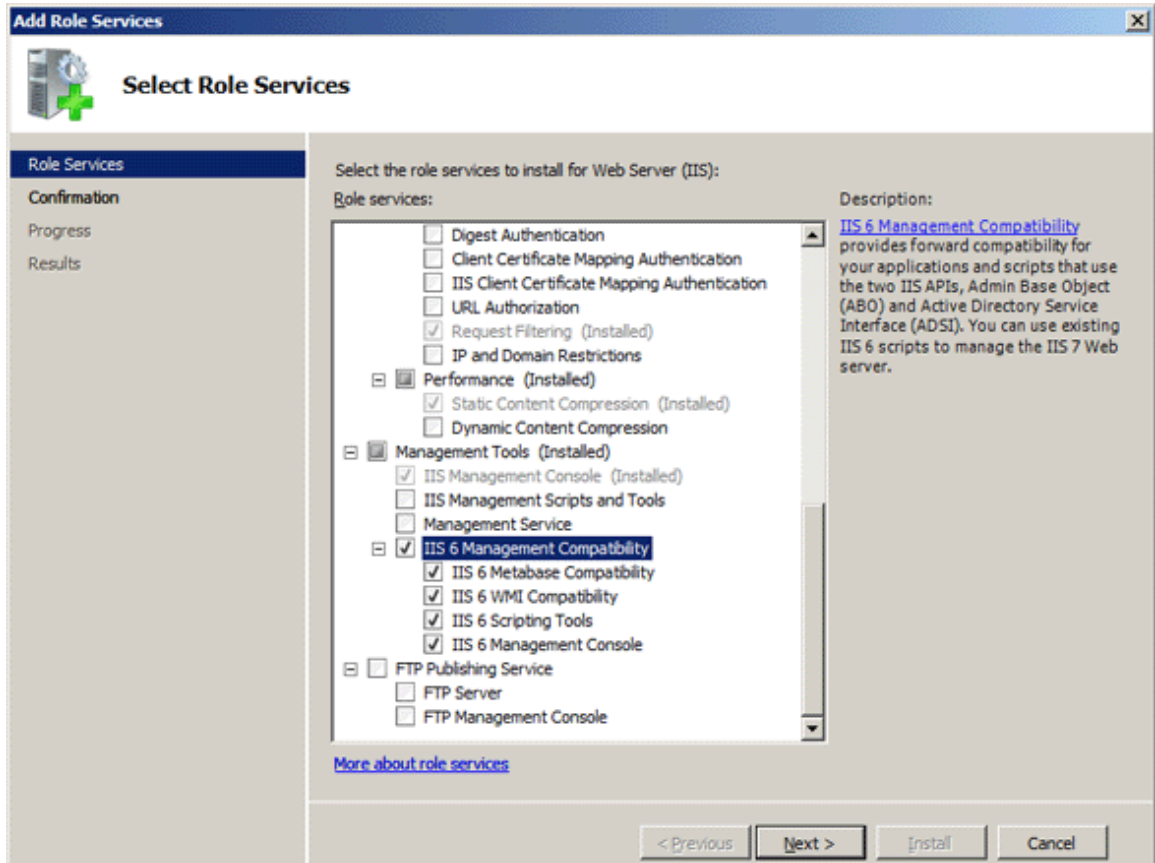 Add Role Services
Select Role Services
Role Services
Confirmation
Progress
Results
Select the role services to install for Web Server (IIS):
Role services:
Digest Authentication
Client Certificate Mapping Authentication
IIS Client Certificate Mapping Authentication
URL Authorization
Request Filtering (Installed)
IP and Domain Restrictions
Performance (Installed)
Static Content Compression (Installed)
Dynamic Content Compression
Management Tools (Installed)
IIS Management Console (Installed)
IIS Management Scripts and Tools
Management Service
IIS 6 Management Compatibility
IIS 6 Metabase Compatibility
IIS 6 WMI Compatibility
IIS 6 Scripting Tools
IIS 6 Management Console
FTP Publishing Service
FTP Server
FTP Management Console
More about role services
Description:
IIS 6 Management Compatibility
provides forward compatibility for
your applications and scripts that use
the two IIS APIs, Admin Base Object
(ABO) and Active Directory Service
Interface (ADSI). You can use existing
IIS 6 scripts to manage the IIS 7 Web
server.
< Previous
Next >
Install
Cancel